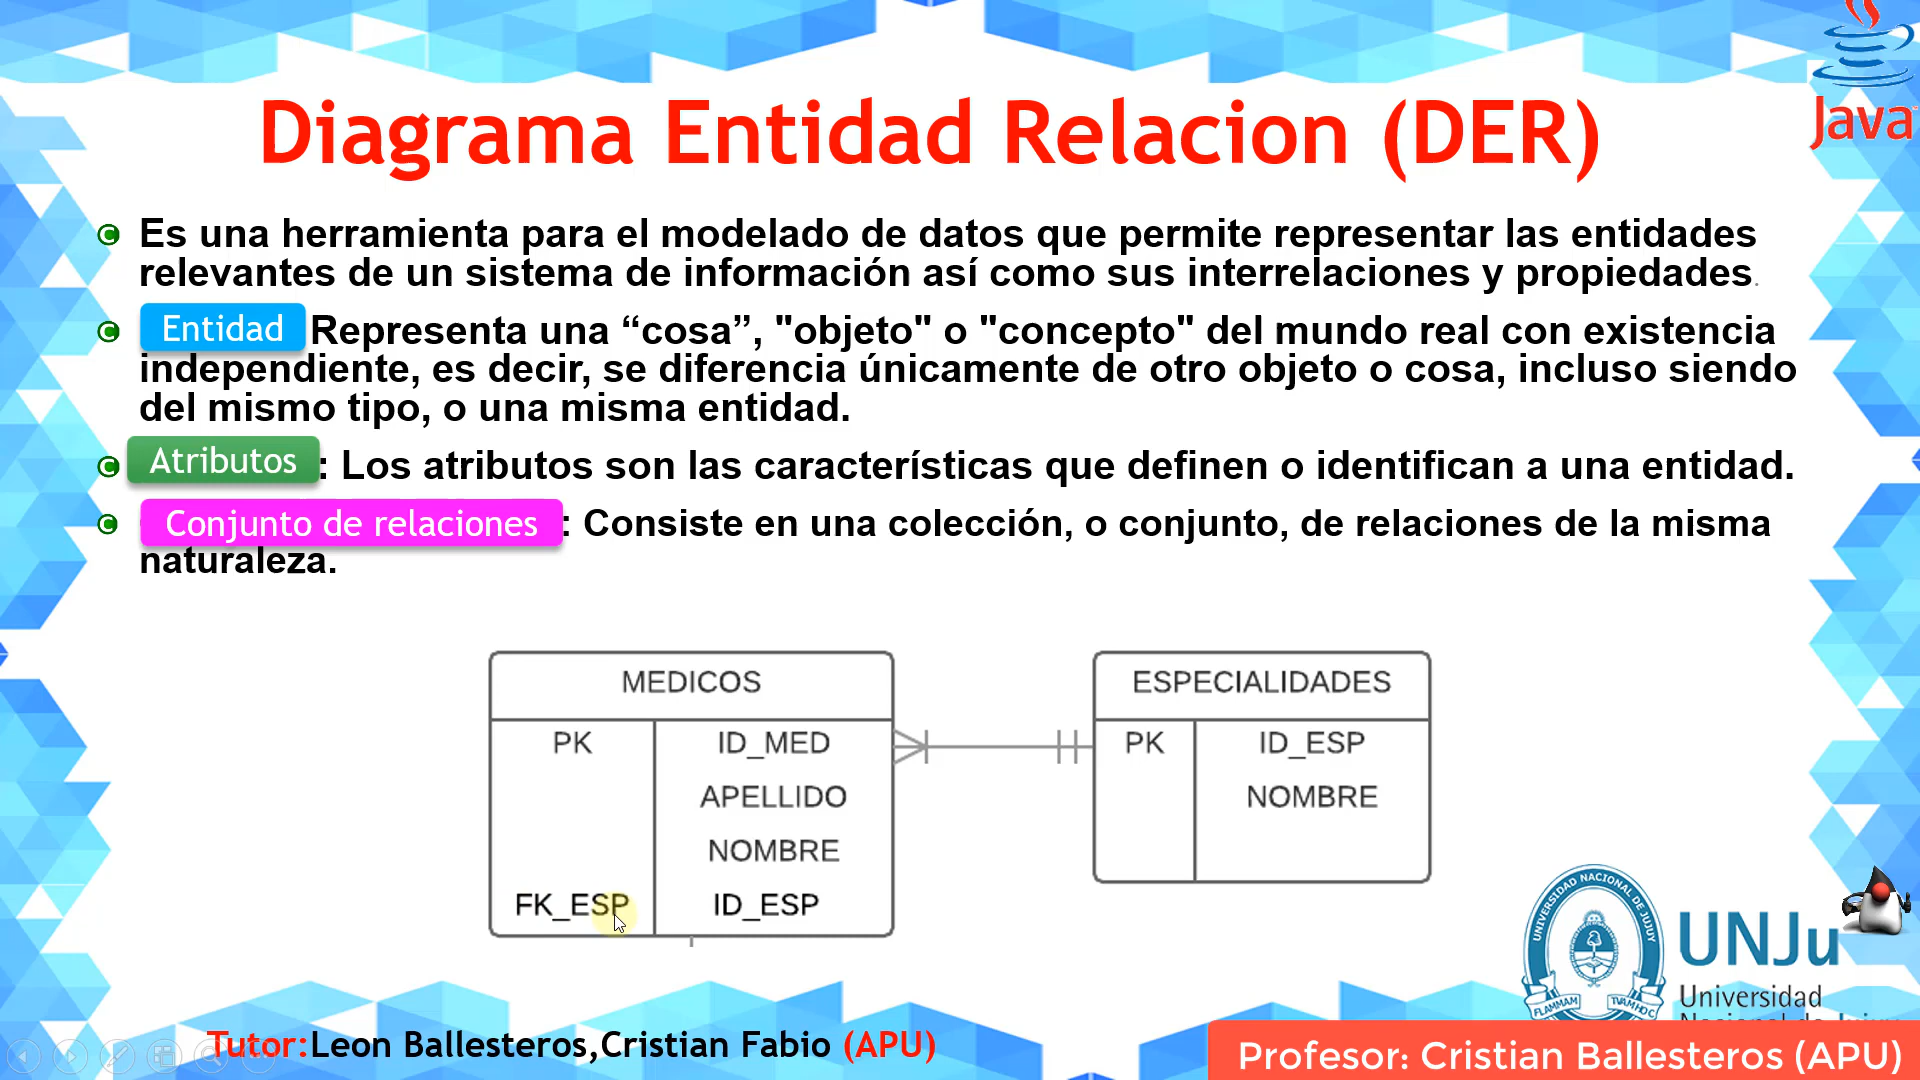 Java
Diagrama Entidad Relacion (DER)
Es una herramienta para el modelado de datos que permite representar las entidades
relevantes de un sistema de información así como sus interrelaciones y propiedades.
Entidad Representa una “cosa”, "objeto" o "concepto" del mundo real con existencia
independiente, es decir, se diferencia únicamente de otro objeto o cosa, incluso siendo
del mismo tipo, o una misma entidad.
Atributos : Los atributos son las características que definen o identifican a una entidad.
Conjunto de relaciones : Consiste en una colección, o conjunto, de relaciones de la misma
naturaleza.
MEDICOS
PK ID_MED
APELLIDO
NOMBRE
FK_ESP ID_ESP
ESPECIALIDADES
PK ID_ESP
NOMBRE
UNIVERSIDAD NACIONAL DE JUJUY
UNJu
Universidad
Tutor:Leon Ballesteros,Cristian Fabio (APU)
Profesor: Cristian Ballesteros (APU)